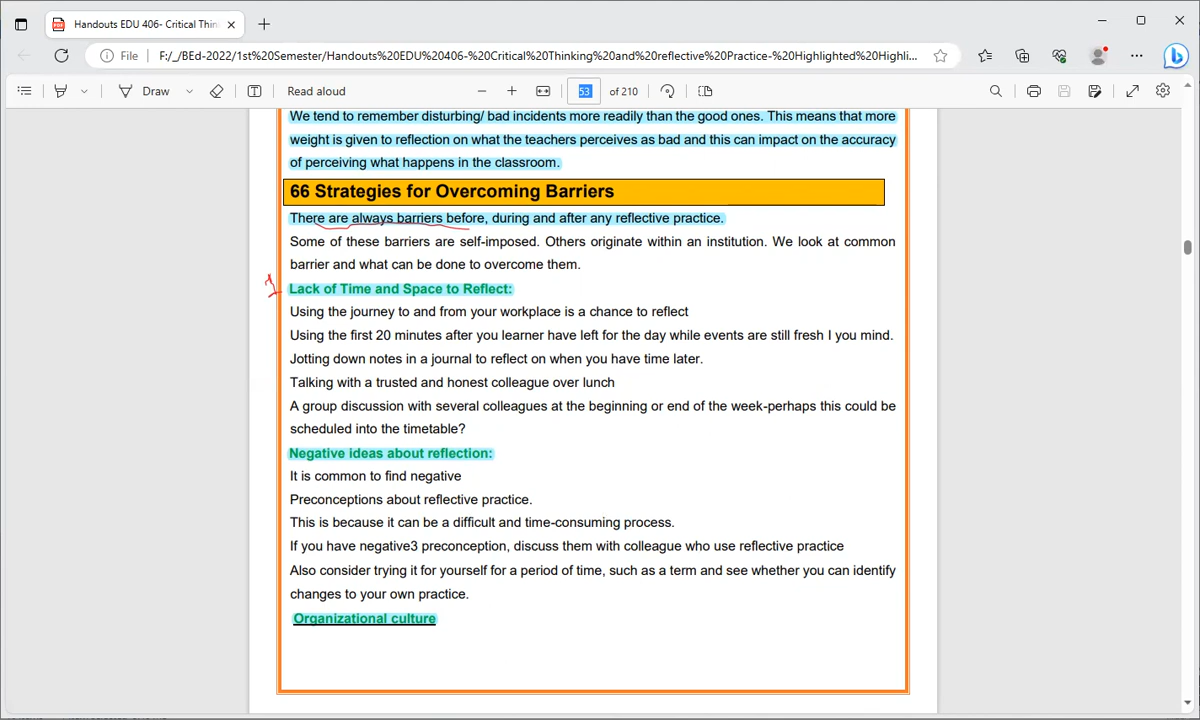 Handouts EDU 406- Critical Thin
File
F:/_/BEd-2022/1st%20Semester/Handouts%20EDU%20406-%20Critical%20Thinking%20and%20reflective%20Practice-%20Highlighted%20Highli...
Draw
Read aloud
53
of 210
We tend to remember disturbing/ bad incidents more readily than the good ones. This means that more
weight is given to reflection on what the teachers perceives as bad and this can impact on the accuracy
of perceiving what happens in the classroom.
66 Strategies for Overcoming Barriers
There are always barriers before, during and after any reflective practice.
Some of these barriers are self-imposed. Others originate within an institution. We look at common
barrier and what can be done to overcome them.
Lack of Time and Space to Reflect:
Using the journey to and from your workplace is a chance to reflect
Using the first 20 minutes after you learner have left for the day while events are still fresh I you mind.
Jotting down notes in a journal to reflect on when you have time later.
Talking with a trusted and honest colleague over lunch
A group discussion with several colleagues at the beginning or end of the week-perhaps this could be
scheduled into the timetable?
Negative ideas about reflection:
It is common to find negative
Preconceptions about reflective practice.
This is because it can be a difficult and time-consuming process.
If you have negative3 preconception, discuss them with colleague who use reflective practice
Also consider trying it for yourself for a period of time, such as a term and see whether you can identify
changes to your own practice.
Organizational culture